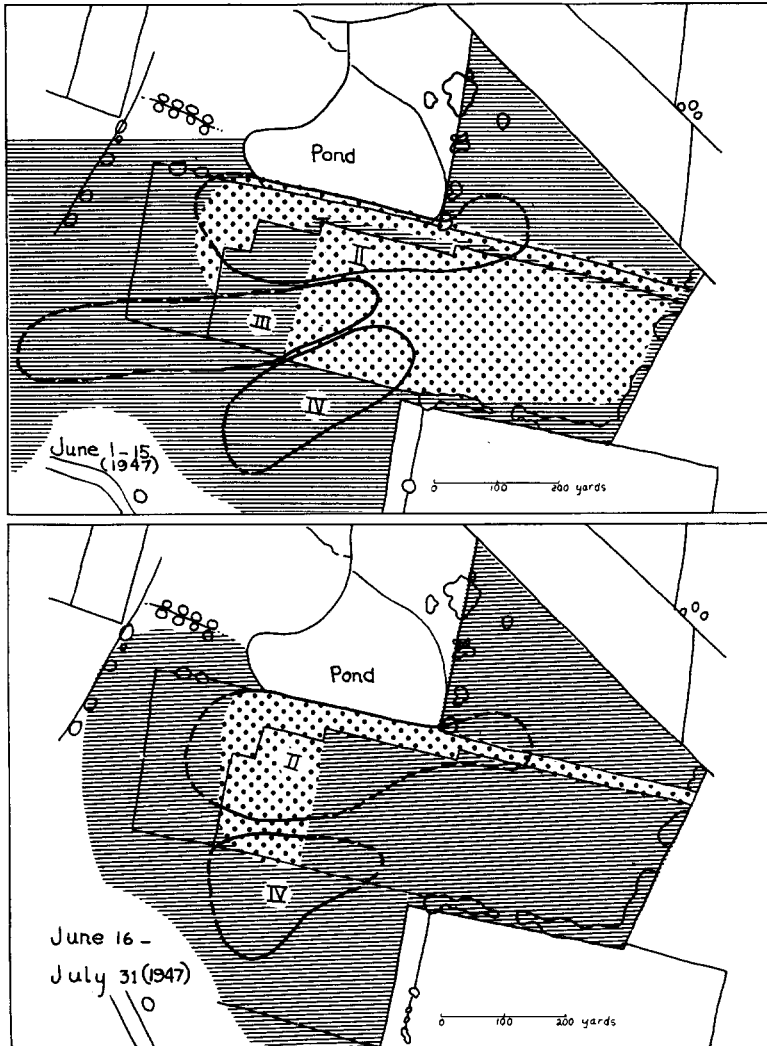 Pond
II
III
IV
June 1-15
(1947)
0 100 200 yards
Pond
II
IV
June 16 -
July 31 (1947)
0 100 200 yards